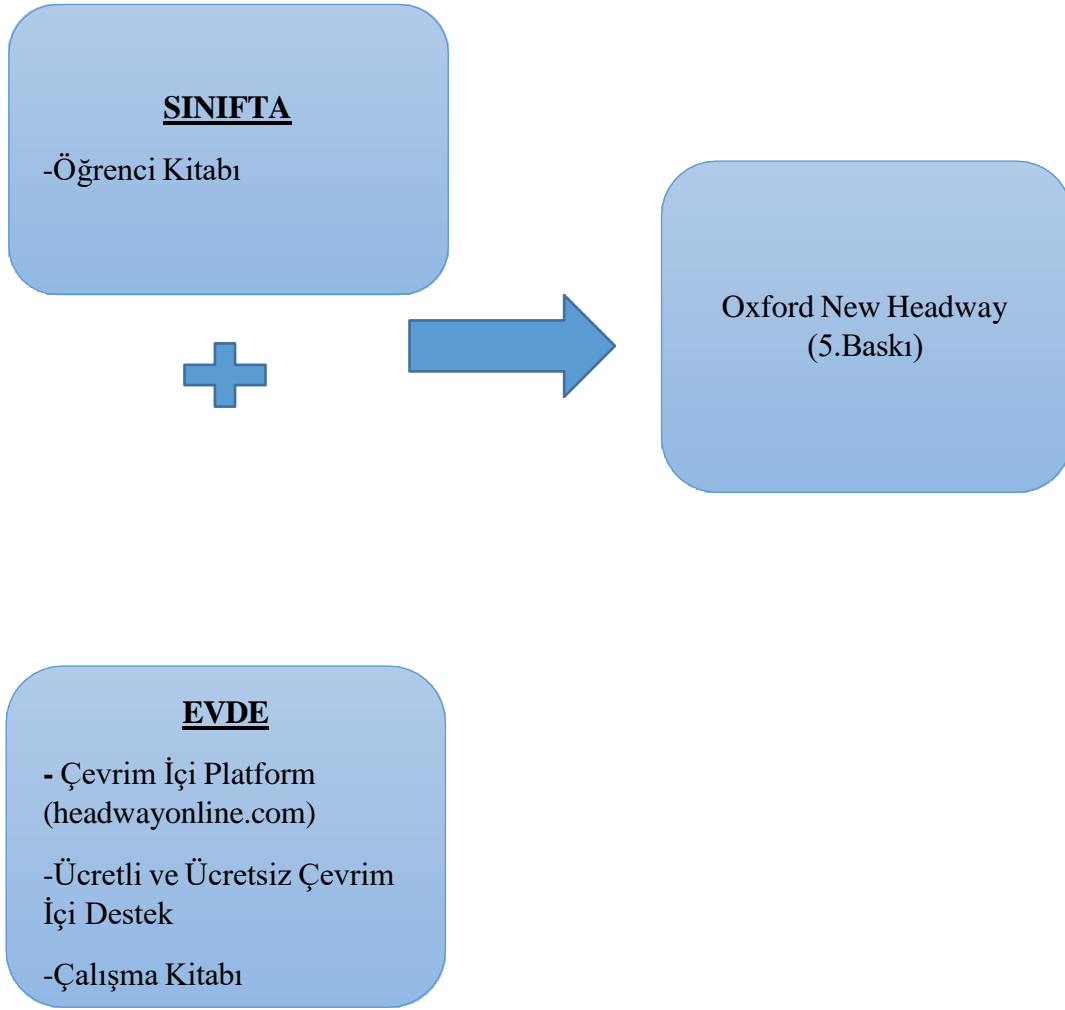 SINIFTA
-Öğrenci Kitabı
Oxford New Headway
(5.Baskı)
EVDE
- Çevrim İçi Platform
(headwayonline.com)
-Ücretli ve Ücretsiz Çevrim
İçi Destek
-Çalışma Kitabı